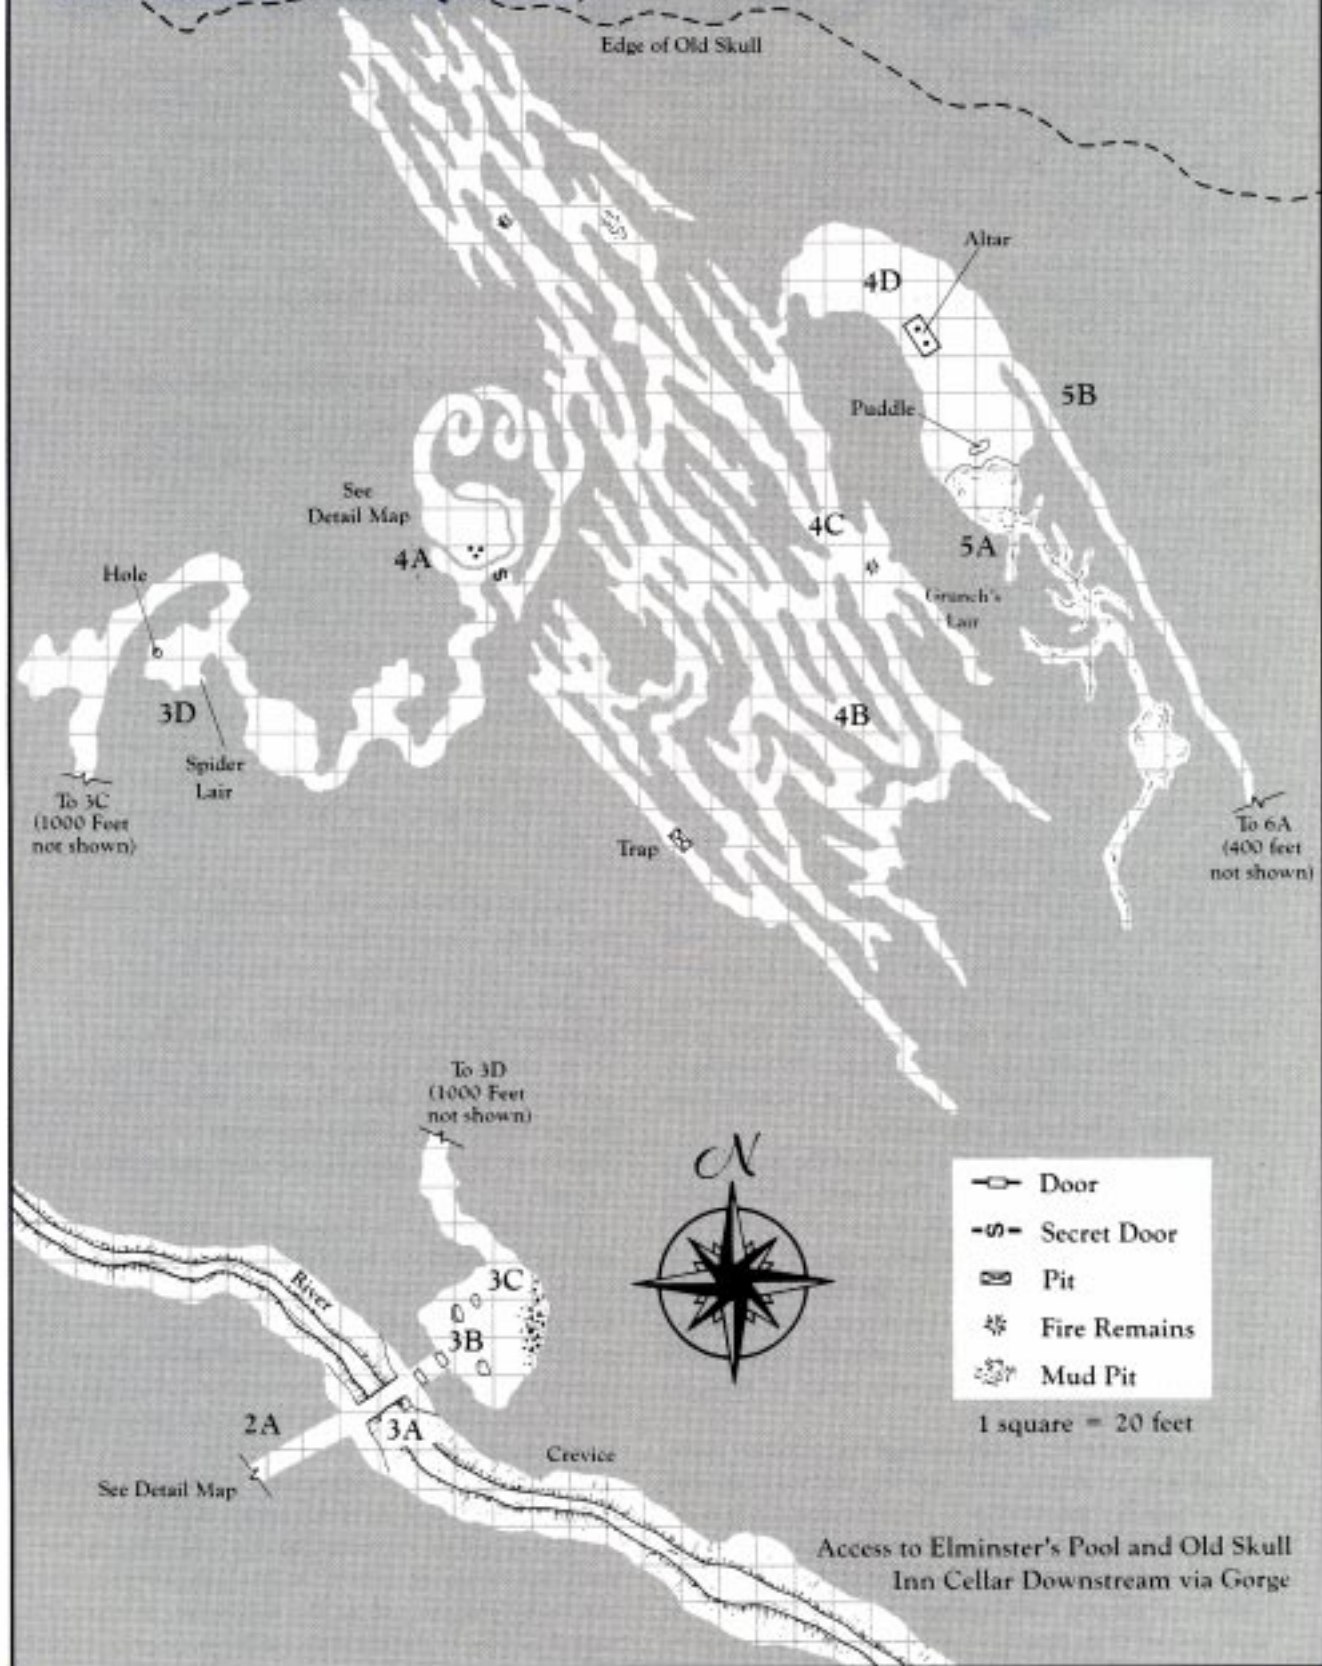 Edge of Old Skull
Altar
4D
5B
Puddle
See
Detail Map
4C
4A
5A
Hole
Grunch's
Lair
3D
4B
Spider
Lair
To 3C
(1000 Feet
not shown)
To 6A
(400 feet
not shown)
Trap
To 3D
(1000 Feet
not shown)
N
River
3C
3B
2A
3A
See Detail Map
Crevice
Door
S
Secret Door
Pit
Fire Remains
Mud Pit
1 square = 20 feet
Access to Elminster's Pool and Old Skull
Inn Cellar Downstream via Gorge
S